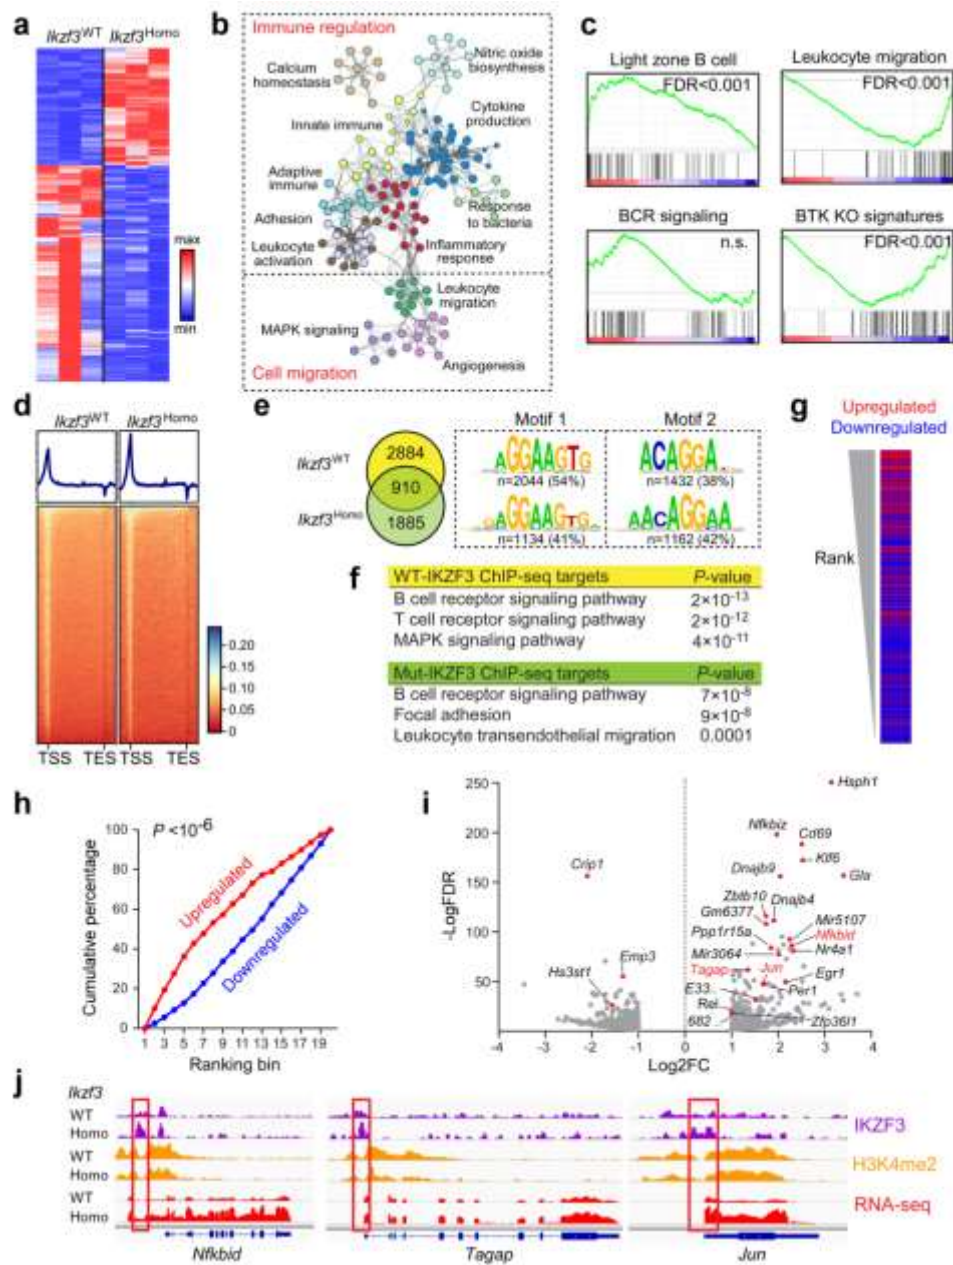 a
Ikzf3WT Ikzf3Homo
max
min
b
Immune regulation
Calcium
homeostasis
Nitric oxide
biosynthesis
Innate immune
Cytokine
production
Adaptive
immune
Adhesion
Leukocyte
activation
Response
to bacteria
Inflammatory
response
Leukocyte
migration
MAPK signaling
Angiogenesis
Cell migration
c
Light zone B cell
FDR<0.001
Leukocyte migration
FDR<0.001
BCR signaling
n.s.
BTK KO signatures
FDR<0.001
d
Ikzf3WT Ikzf3Homo
0.20
0.15
0.10
0.05
0
TSS TES TSS TES
e
Ikzf3WT
Ikzf3Homo
2884
910
1885
Motif 1 Motif 2
AGGAAGTG
n=2044 (54%)
ACAGGA
n=1432 (38%)
GAGGAAGTG
n=1134 (41%)
AACAGGAA
n=1162 (42%)
f
WT-IKZF3 ChIP-seq targets P-value
B cell receptor signaling pathway 2×10-13
T cell receptor signaling pathway 2×10-12
MAPK signaling pathway 4×10-11
Mut-IKZF3 ChIP-seq targets P-value
B cell receptor signaling pathway 7×10-8
Focal adhesion 9×10-8
Leukocyte transendothelial migration 0.0001
g
Upregulated
Downregulated
Rank
h
P <10-6
Upregulated
Downregulated
Cumulative percentage
100
80
60
40
20
0
1 3 5 7 9 11 13 15 17 19
Ranking bin
i
-LogFDR
250
200
150
100
50
-4 -3 -2 -1 0 1 2 3 4
Log2FC
Hsph1
Nfkbiz
Cd69
Klf6
Crip1
Dnajb9
Gla
Zbtb10
Dnajb4
Gm6377
Mir5107
Ppp1r15a
Nfkbid
Mir3064
Nr4a1
Emp3
Hs3st1
Tagap
Jun
Egr1
E33
Per1
Rel
682
Zfp36l1
j
Ikzf3
WT
Homo
IKZF3
WT
Homo
H3K4me2
WT
Homo
RNA-seq
Nfkbid Tagap Jun